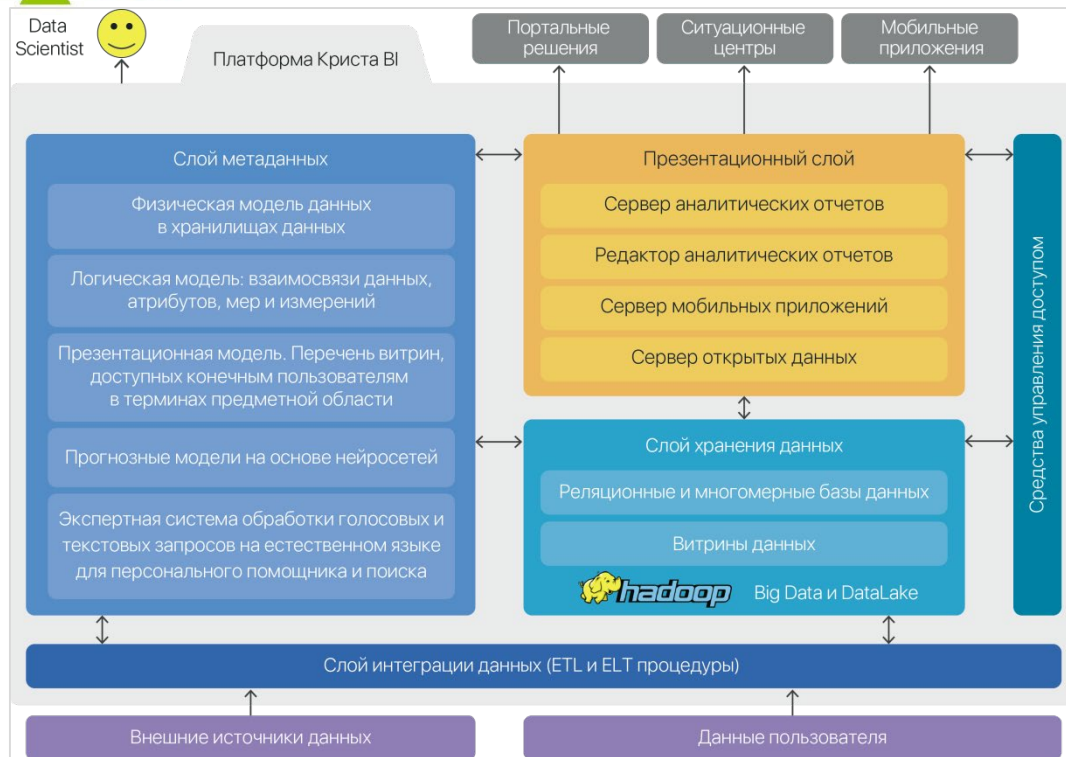 Data
Scientist
Платформа Криста BI
Портальные
решения
Ситуационные
центры
Мобильные
приложения
Слой метаданных
Физическая модель данных
в хранилищах данных
Логическая модель: взаимосвязи данных,
атрибутов, мер и измерений
Презентационная модель. Перечень витрин,
доступных конечным пользователям
в терминах предметной области
Прогнозные модели на основе нейросетей
Экспертная система обработки голосовых и
текстовых запросов на естественном языке
для персонального помощника и поиска
Презентационный слой
Сервер аналитических отчетов
Редактор аналитических отчетов
Сервер мобильных приложений
Сервер открытых данных
Слой хранения данных
Реляционные и многомерные базы данных
Витрины данных
hadoop Big Data и DataLake
Средства управления доступом
Слой интеграции данных (ETL и ELT процедуры)
Внешние источники данных
Данные пользователя